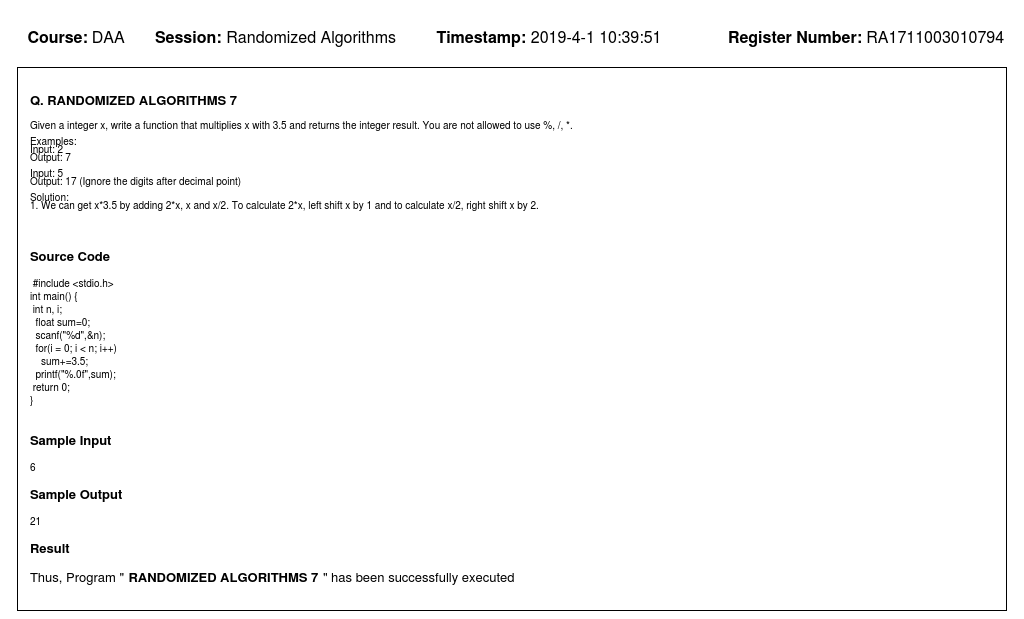 Course: DAA Session: Randomized Algorithms Timestamp: 2019-4-1 10:39:51 Register Number: RA1711003010794
Q. RANDOMIZED ALGORITHMS 7
Given a integer x, write a function that multiplies x with 3.5 and returns the integer result. You are not allowed to use %, /, *.
Examples:
Input: 2
Output: 7
Input: 5
Output: 17 (Ignore the digits after decimal point)
Solution:
1. We can get x*3.5 by adding 2*x, x and x/2. To calculate 2*x, left shift x by 1 and to calculate x/2, right shift x by 2.
Source Code
#include <stdio.h>
int main() {
int n, i;
float sum=0;
scanf("%d",&n);
for(i = 0; i < n; i++)
sum+=3.5;
printf("%.0f",sum);
return 0;
}
Sample Input
6
Sample Output
21
Result
Thus, Program " RANDOMIZED ALGORITHMS 7 " has been successfully executed